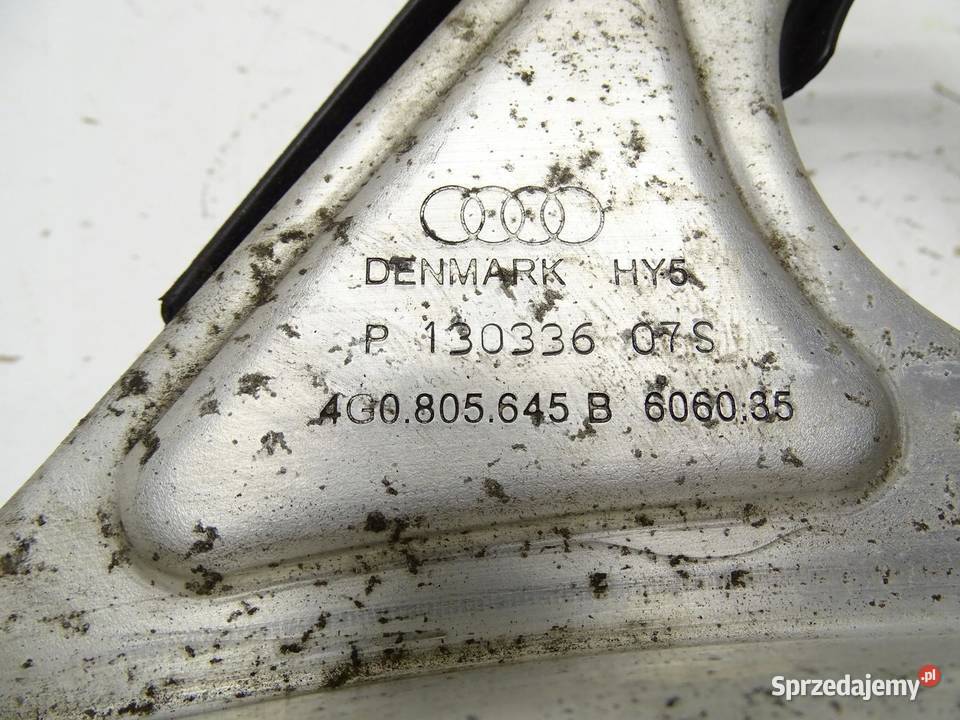 DENMARK HY5
P 130336 07S
4G0.805.645 B 6060.35
Sprzedajemy.pl